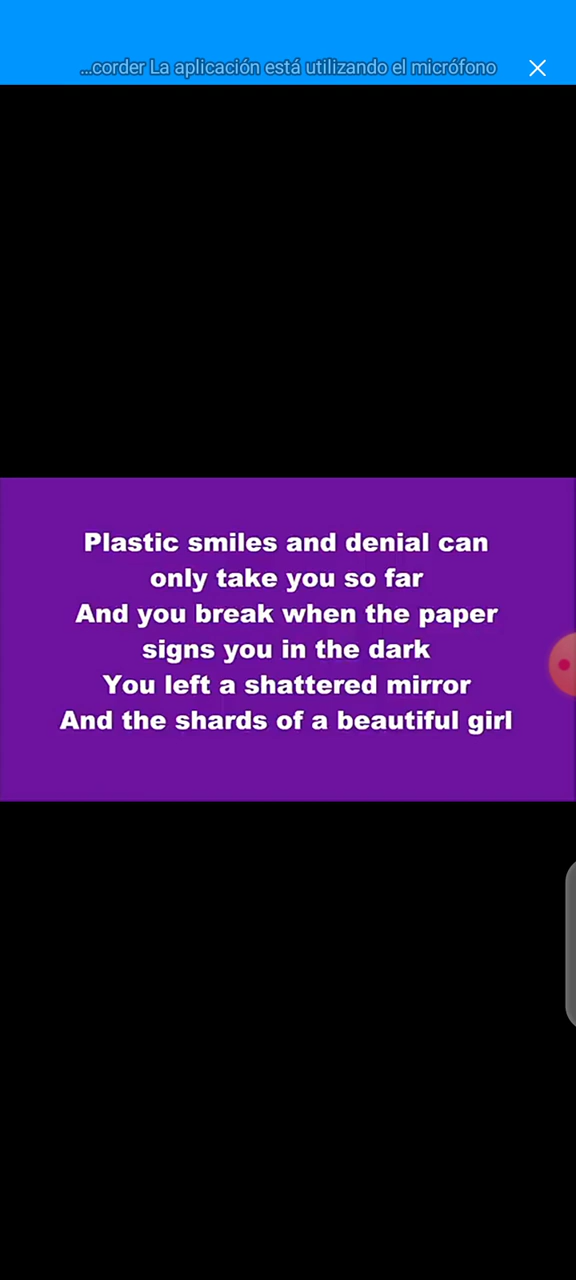 ...corder La aplicación está utilizando el micrófono
Plastic smiles and denial can
only take you so far
And you break when the paper
signs you in the dark
You left a shattered mirror
And the shards of a beautiful girl